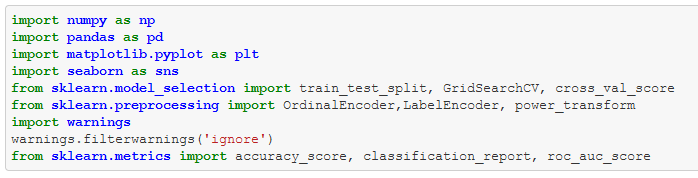 import numpy as np
import pandas as pd
import matplotlib.pyplot as plt
import seaborn as sns
from sklearn.model_selection import train_test_split, GridSearchCV, cross_val_score
from sklearn.preprocessing import OrdinalEncoder,LabelEncoder, power_transform
import warnings
warnings.filterwarnings('ignore')
from sklearn.metrics import accuracy_score, classification_report, roc_auc_score